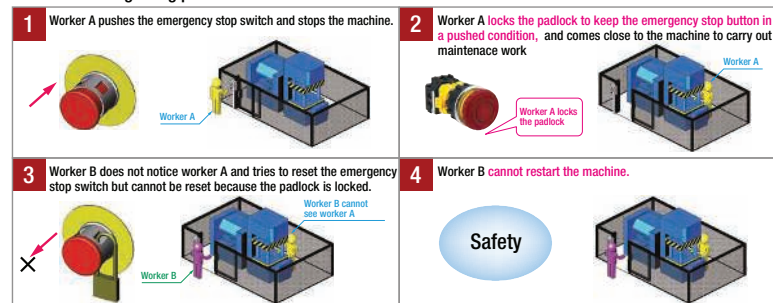 1
Worker A pushes the emergency stop switch and stops the machine.
Worker A
2
Worker A locks the padlock to keep the emergency stop button in
a pushed condition, and comes close to the machine to carry out
maintenace work
Worker A
Worker A locks
the padlock
3
Worker B does not notice worker A and tries to reset the emergency
stop switch but cannot be reset because the padlock is locked.
Worker B cannot
see worker A
Worker B
4
Worker B cannot restart the machine.
Safety